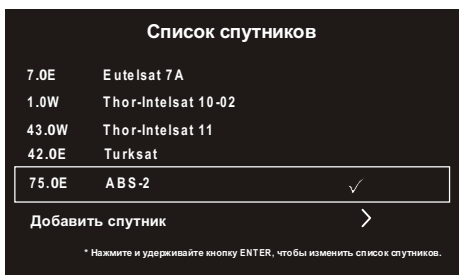 Список спутников
7.0E Eutelsat 7A
1.0W Thor-Intelsat 10-02
43.0W Thor-Intelsat 11
42.0E Turksat
75.0E ABS-2 ✓
Добавить спутник >
* Нажмите и удерживайте кнопку ENTER, чтобы изменить список спутников.